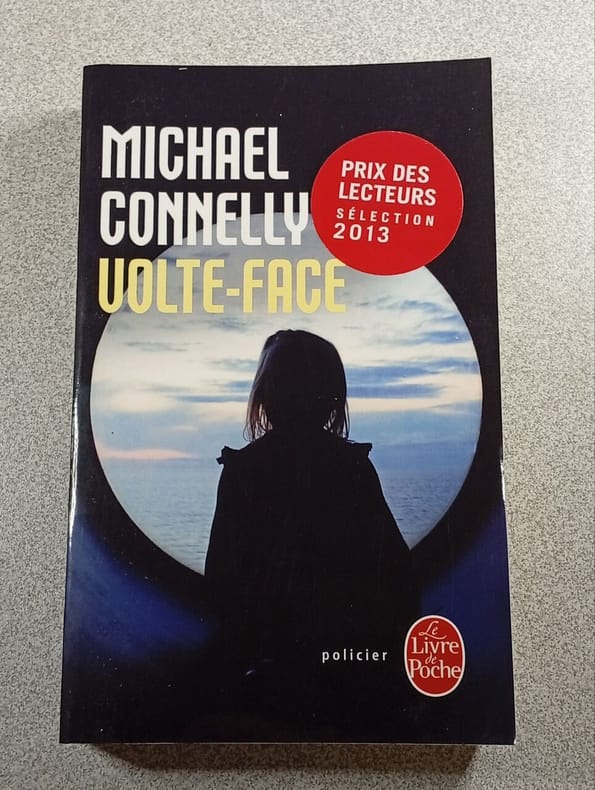 MICHAEL
CONNELLY
VOLTE-FACE
PRIX DES
LECTEURS
SÉLECTION
2013
policier
Le
Livre
de
Poche